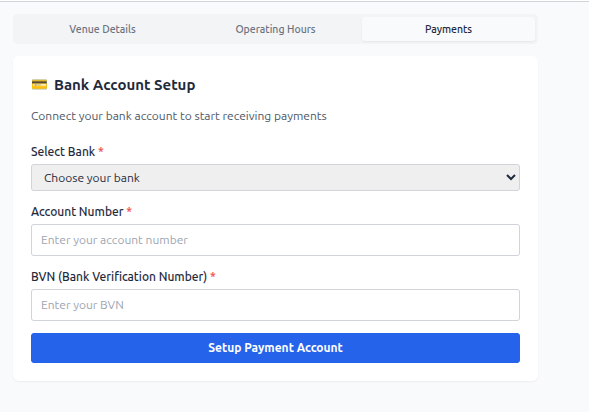 Venue Details Operating Hours Payments
💳 Bank Account Setup
Connect your bank account to start receiving payments
Select Bank *
Choose your bank
Account Number *
Enter your account number
BVN (Bank Verification Number) *
Enter your BVN
Setup Payment Account